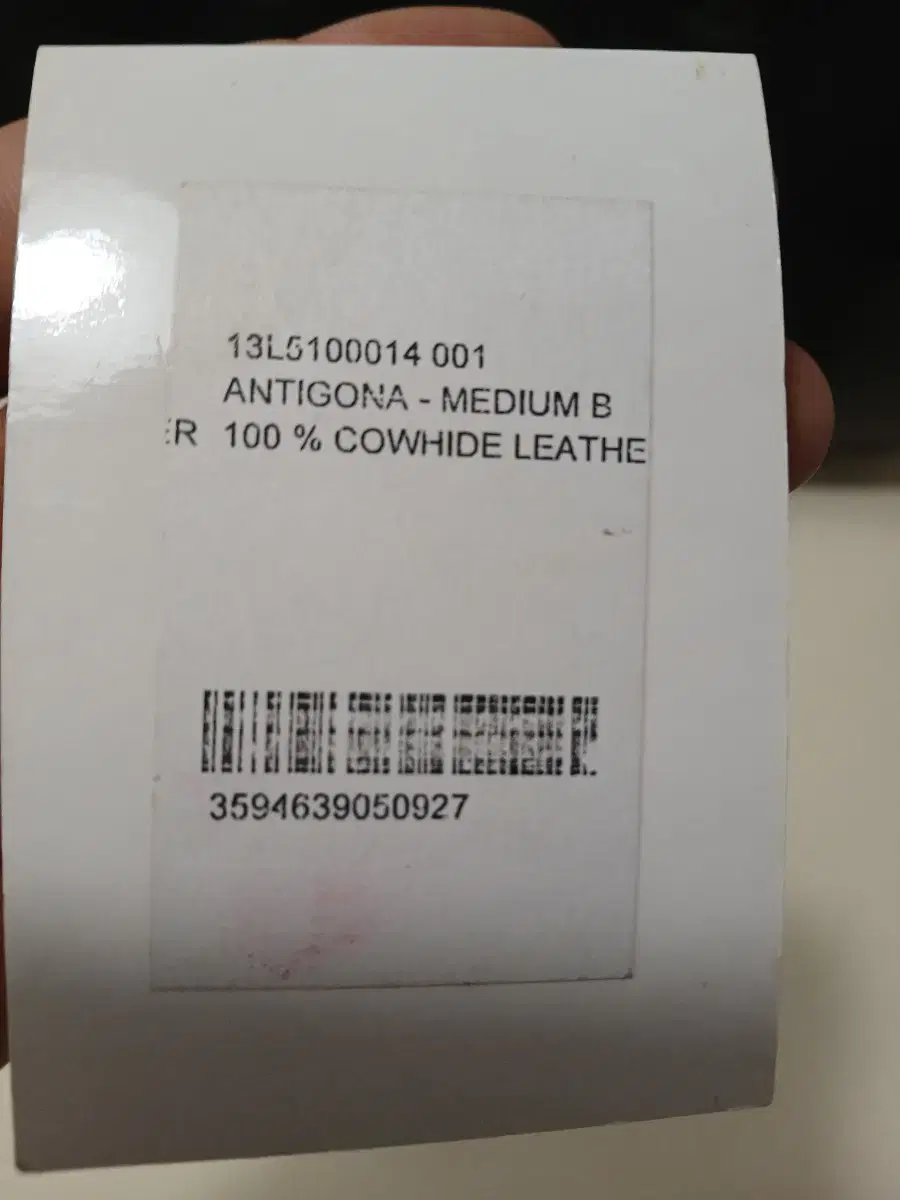 13L5100014 001
ANTIGONA - MEDIUM B
ER 100 % COWHIDE LEATHE
3594639050927